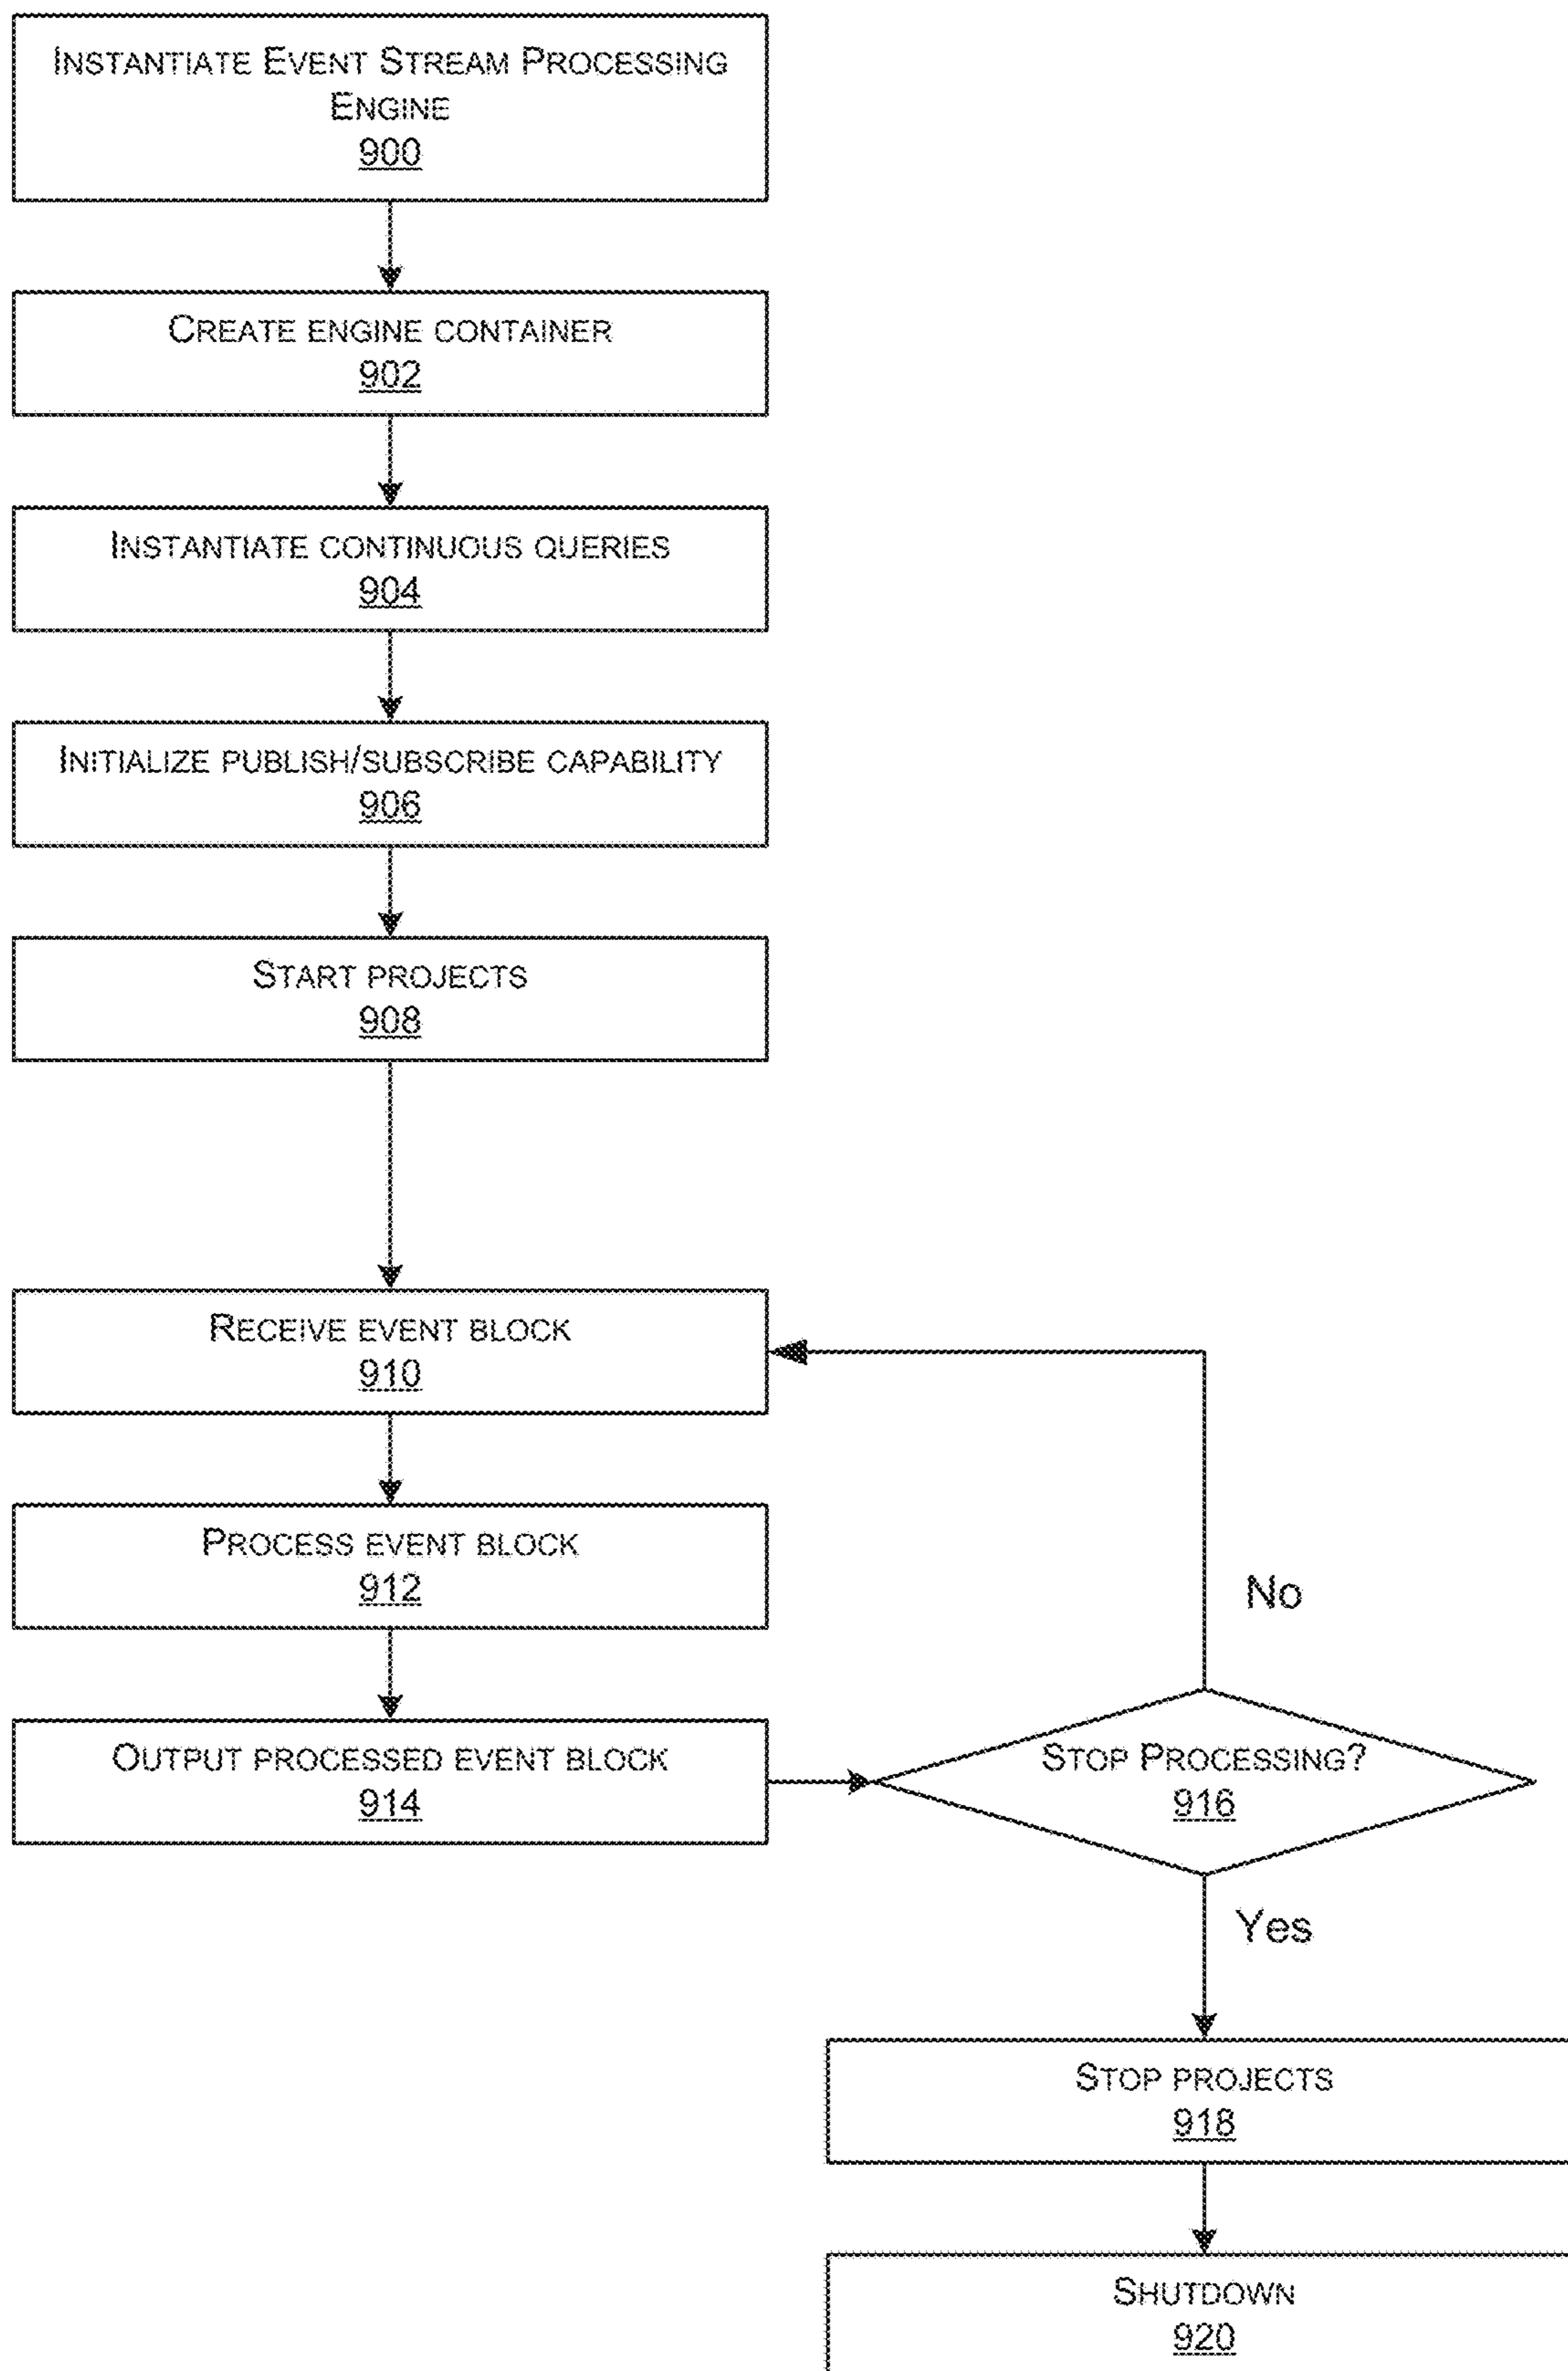 INSTANTIATE EVENT STREAM PROCESSING
ENGINE
900
CREATE ENGINE CONTAINER
902
INSTANTIATE CONTINUOUS QUERIES
904
INITIALIZE PUBLISH/SUBSCRIBE CAPABILITY
906
START PROJECTS
908
RECEIVE EVENT BLOCK
910
PROCESS EVENT BLOCK
912
No
OUTPUT PROCESSED EVENT BLOCK
914
STOP PROCESSING?
916
Yes
STOP PROJECTS
918
SHUTDOWN
920